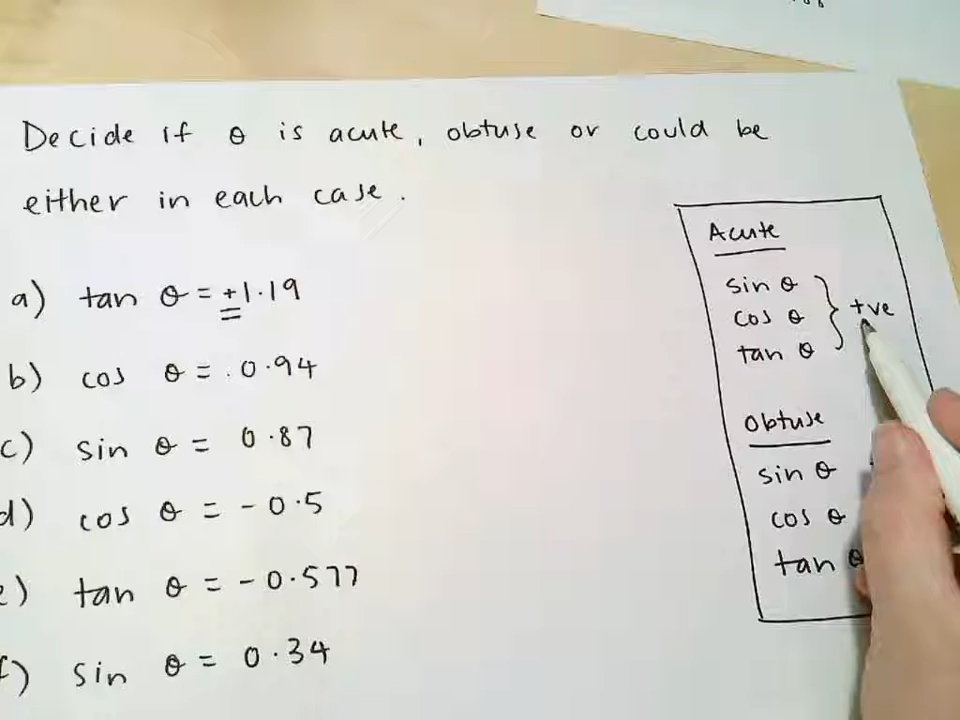 Decide if θ is acute, obtuse or could be
either in each case.
a) tan θ = +1.19
b) cos θ = 0.94
c) sin θ = 0.87
d) cos θ = - 0.5
e) tan θ = - 0.577
f) sin θ = 0.34
Acute
sin θ
cos θ
tan θ
+ve
Obtuse
sin θ
cos θ
tan θ